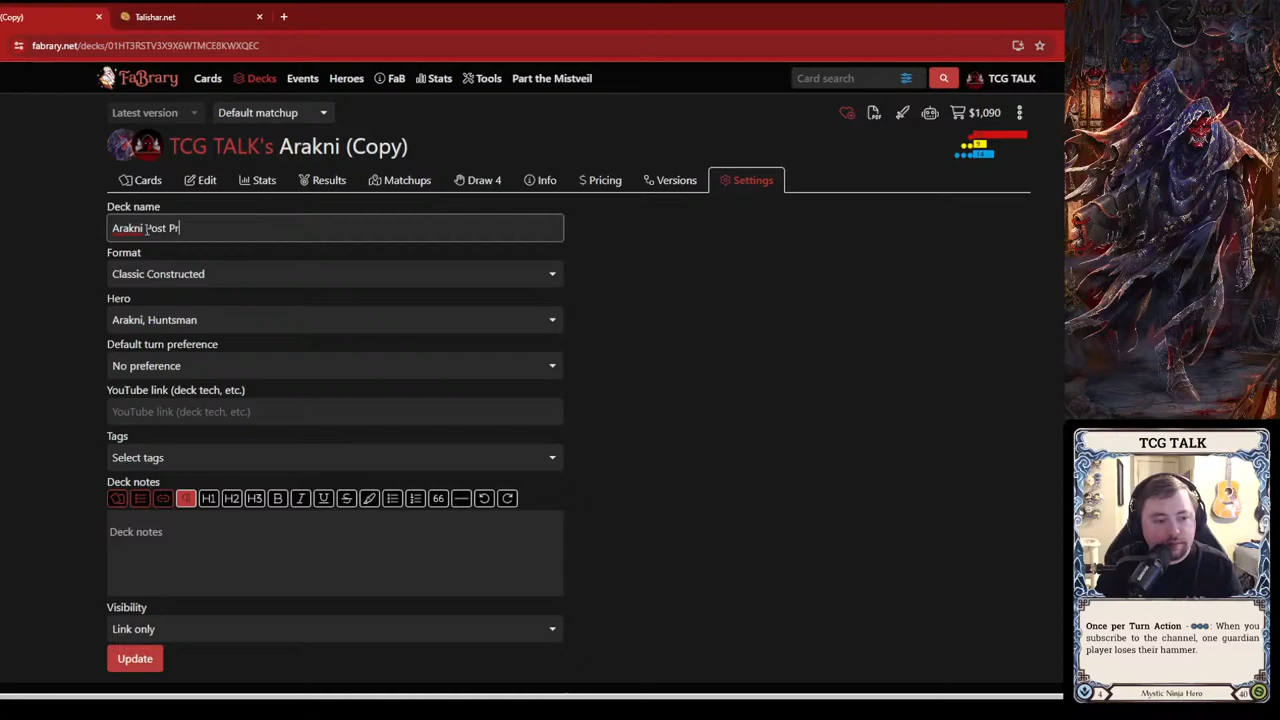 (Copy)
Talishar.net
fabrary.net/decks/01HT3RSTV3X9X6WTMCE8KWXQEC
FaBrary Cards Decks Events Heroes FaB Stats Tools Part the Mistveil Card search TCG TALK
Latest version Default matchup $1,090
TCG TALK's Arakni (Copy)
Cards Edit Stats Results Matchups Draw 4 Info Pricing Versions Settings
Deck name
Arakni Post Pr
Format
Classic Constructed
Hero
Arakni, Huntsman
Default turn preference
No preference
YouTube link (deck tech, etc.)
YouTube link (deck tech, etc.)
Tags
Select tags
Deck notes
H1 H2 H3 B I U S 66
Deck notes
Visibility
Link only
Update
TCG TALK
Once per Turn Action - : When you
subscribe to the channel, one guardian
player loses their hammer.
4 Mystic Ninja Hero 40